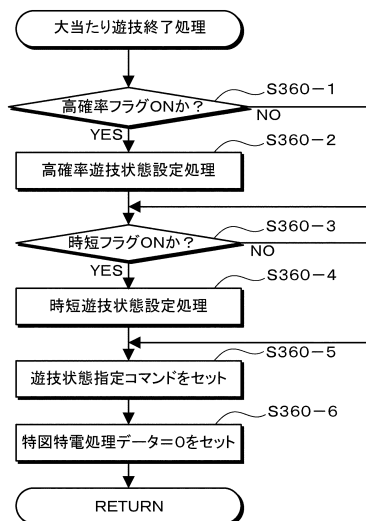 大当たり遊技終了処理
S360-1
高確率フラグONか？
NO
YES
S360-2
高確率遊技状態設定処理
S360-3
時短フラグONか？
NO
YES
S360-4
時短遊技状態設定処理
S360-5
遊技状態指定コマンドをセット
S360-6
特図特電処理データ=0をセット
RETURN